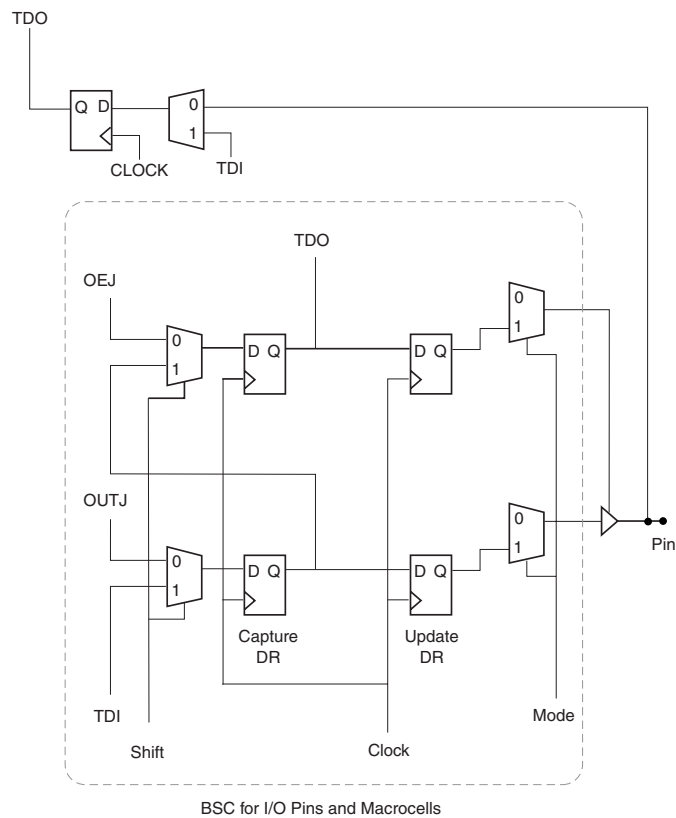 TDO
Q D
0
1
CLOCK
TDI
TDO
OEJ
0
1
D Q
D Q
0
1
OUTJ
0
1
D Q
D Q
0
1
Pin
Capture
DR
Update
DR
TDI
Shift
Clock
Mode
BSC for I/O Pins and Macrocells